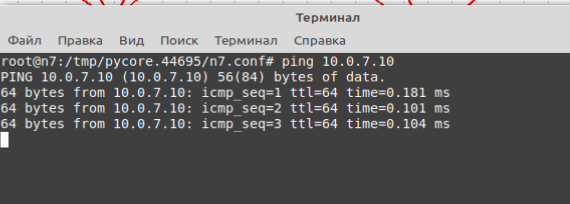 Терминал
Файл Правка Вид Поиск Терминал Справка
root@n7:/tmp/pycore.44695/n7.conf# ping 10.0.7.10
PING 10.0.7.10 (10.0.7.10) 56(84) bytes of data.
64 bytes from 10.0.7.10: icmp_seq=1 ttl=64 time=0.181 ms
64 bytes from 10.0.7.10: icmp_seq=2 ttl=64 time=0.101 ms
64 bytes from 10.0.7.10: icmp_seq=3 ttl=64 time=0.104 ms